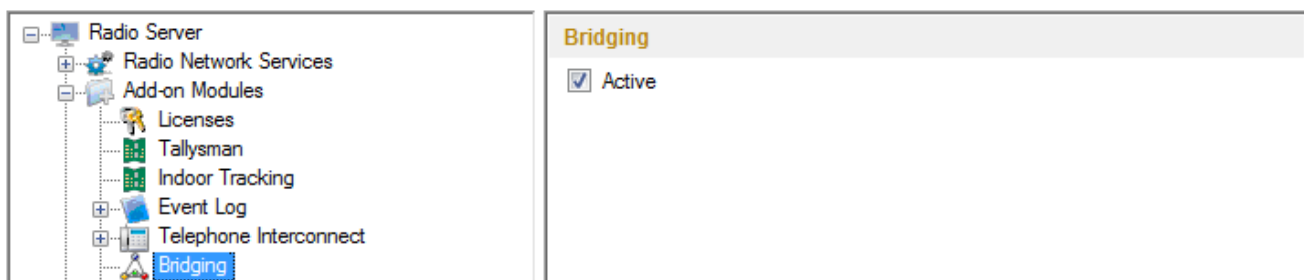 Radio Server
Radio Network Services
Add-on Modules
Licenses
Tallysman
Indoor Tracking
Event Log
Telephone Interconnect
Bridging
Bridging
Active